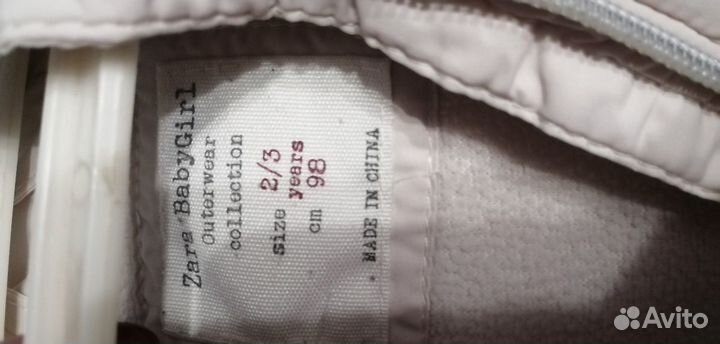 Zara BabyGirl
Outerwear
collection
size 2/3
years
cm 98
MADE IN CHINA
Avito